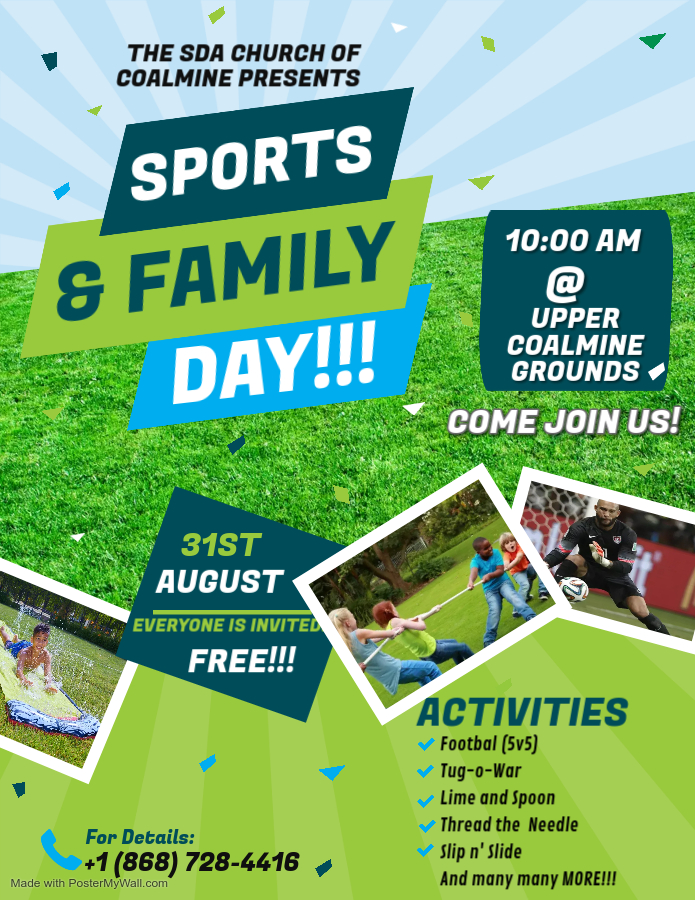 THE SDA CHURCH OF
COALMINE PRESENTS
SPORTS
& FAMILY
DAY!!!
10:00 AM
@
UPPER
COALMINE
GROUNDS
COME JOIN US!
31ST
AUGUST
EVERYONE IS INVITED
FREE!!!
ACTIVITIES
Footbal (5v5)
Tug-o-War
Lime and Spoon
Thread the Needle
Slip n' Slide
And many many MORE!!!
For Details:
+1 (868) 728-4416
Made with PosterMyWall.com